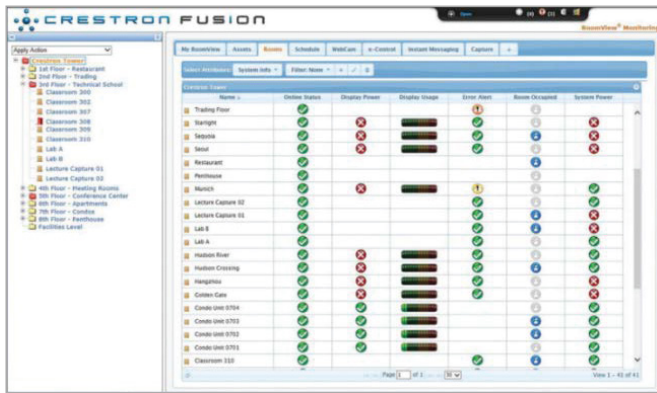 CRESTRON FUSION
Open
RoomView® Monitoring
Apply Action
Crestron Tower
1st Floor - Restaurant
2nd Floor - Trading
3rd Floor - Technical School
Classroom 300
Classroom 302
Classroom 307
Classroom 308
Classroom 309
Classroom 310
Lab A
Lab B
Lecture Capture 01
Lecture Capture 02
4th Floor - Meeting Rooms
5th Floor - Conference Center
6th Floor - Apartments
7th Floor - Condos
8th Floor - Penthouse
Facilities Level
My RoomView Assets Rooms Schedule WebCam e-Control Instant Messaging Capture +
Select Attributes: System Info Filter: None
Crestron Tower
Name Online Status Display Power Display Usage Error Alert Room Occupied System Power
Trading Floor
Starlight
Sequoia
Seoul
Restaurant
Penthouse
Munich
Lecture Capture 02
Lecture Capture 01
Lab B
Lab A
Hudson River
Hudson Crossing
Hangzhou
Golden Gate
Condo Unit 0704
Condo Unit 0703
Condo Unit 0702
Condo Unit 0701
Classroom 310
Page 1 of 1 50 View 1 - 41 of 41